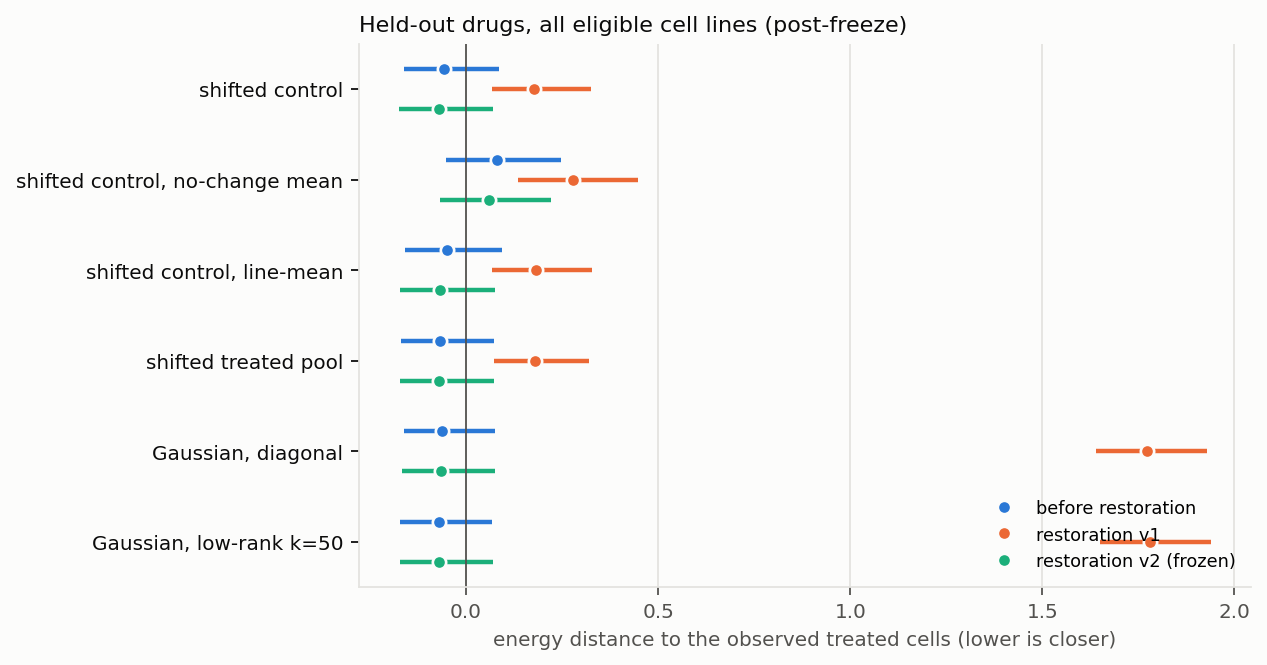 Held-out drugs, all eligible cell lines (post-freeze)
shifted control
shifted control, no-change mean
shifted control, line-mean
shifted treated pool
Gaussian, diagonal
Gaussian, low-rank k=50
before restoration
restoration v1
restoration v2 (frozen)
0.0 0.5 1.0 1.5 2.0
energy distance to the observed treated cells (lower is closer)